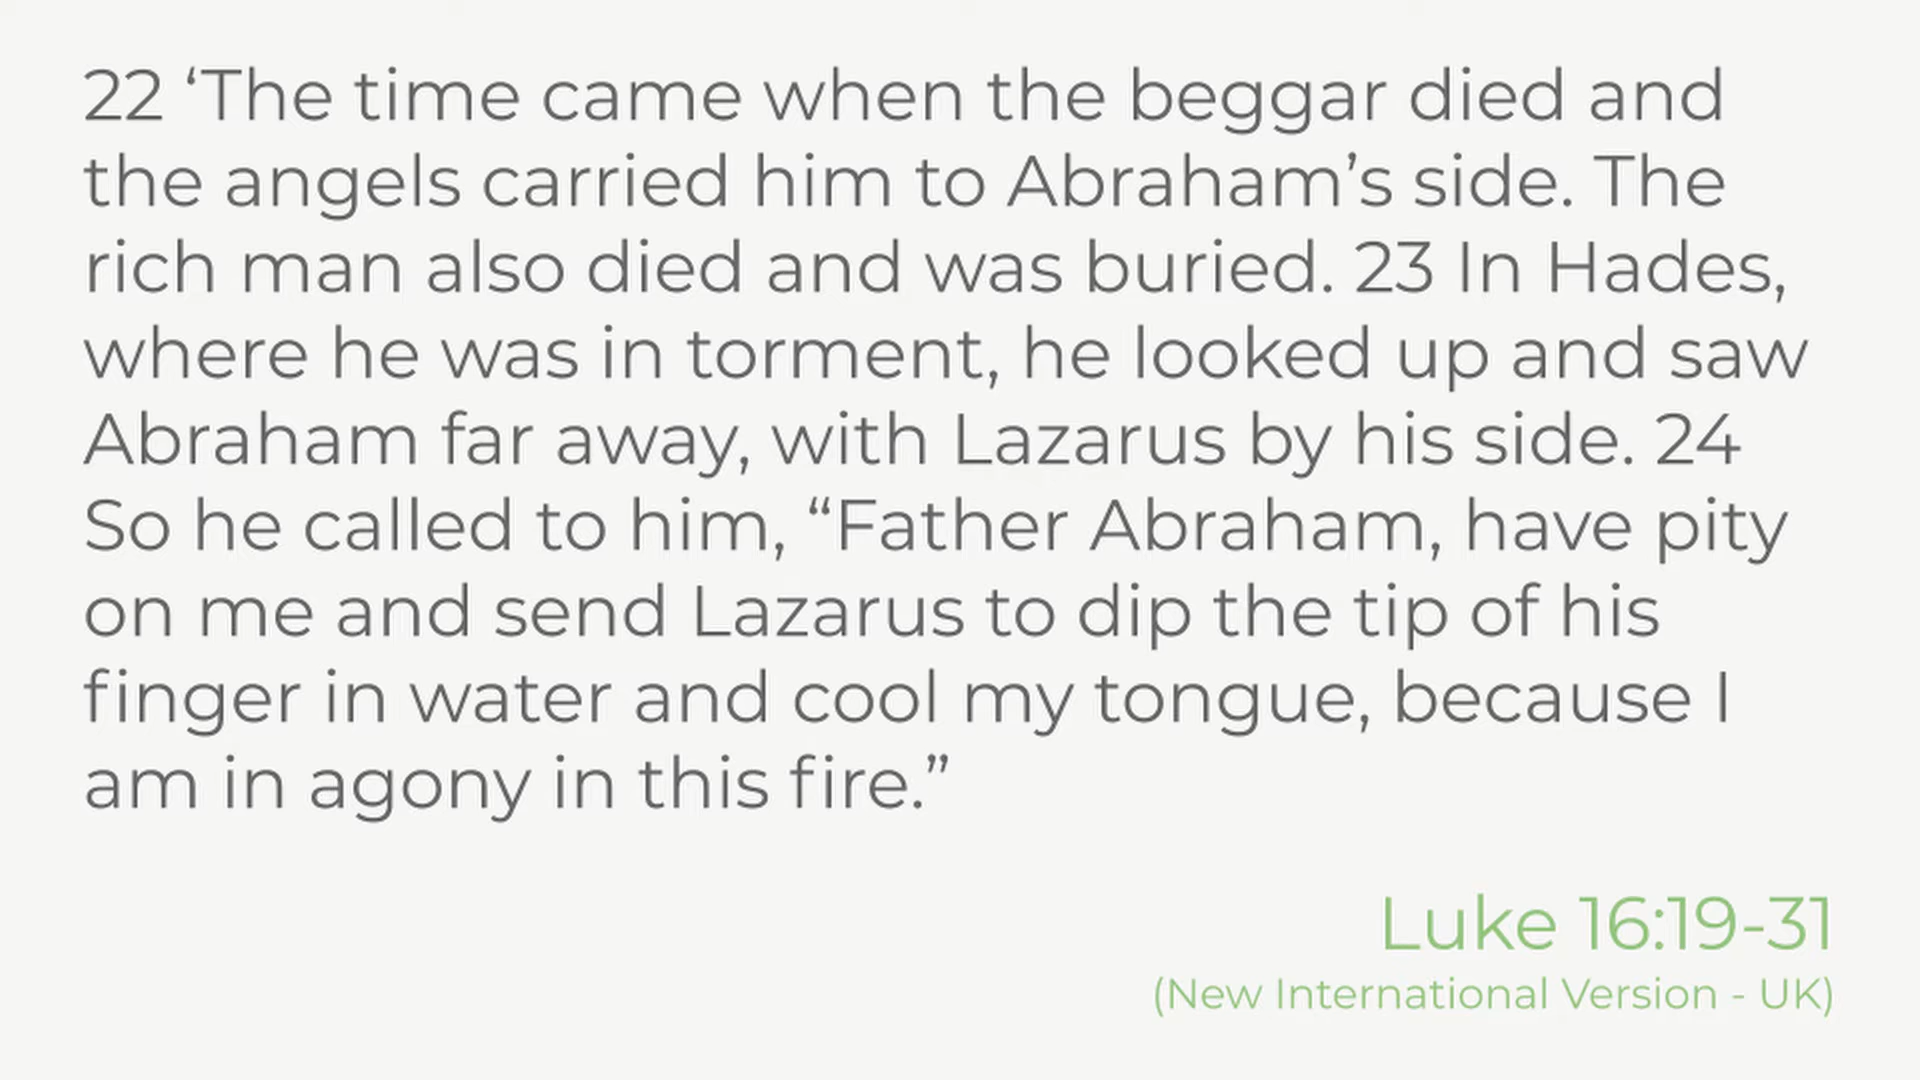 22 ‘The time came when the beggar died and
the angels carried him to Abraham’s side. The
rich man also died and was buried. 23 In Hades,
where he was in torment, he looked up and saw
Abraham far away, with Lazarus by his side. 24
So he called to him, “Father Abraham, have pity
on me and send Lazarus to dip the tip of his
finger in water and cool my tongue, because I
am in agony in this fire.”
Luke 16:19-31
(New International Version - UK)